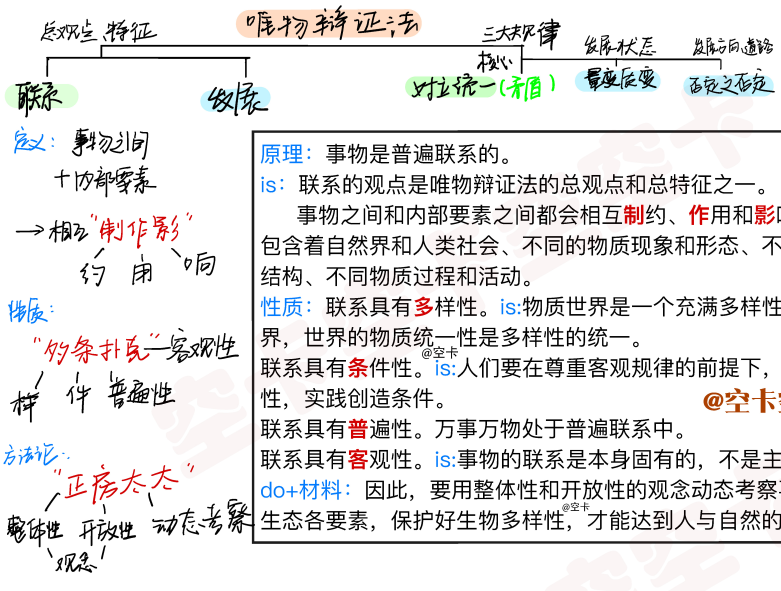 唯物辩证法
总观点、特征
三大规律
核心
发展状态
发展方向、道路
联系
发展
对立统一(矛盾)
量变质变
否定之否定
定义：事物之间
+内部要素
→相互"制作影"
约 用 响
性质：
"多条扑克"—客观性
样 件 普遍性
方法论：
"正房太太"
整体性 开放性 动态考察
观念
原理：事物是普遍联系的。
is：联系的观点是唯物辩证法的总观点和总特征之一。
事物之间和内部要素之间都会相互制约、作用和影响
包含着自然界和人类社会、不同的物质现象和形态、不
结构、不同物质过程和活动。
性质：联系具有多样性。is:物质世界是一个充满多样性
界，世界的物质统一性是多样性的统一。
@空卡
联系具有条件性。is:人们要在尊重客观规律的前提下，
性，实践创造条件。
@空卡空
联系具有普遍性。万事万物处于普遍联系中。
联系具有客观性。is:事物的联系是本身固有的，不是主
do+材料：因此，要用整体性和开放性的观念动态考察
@空卡
生态各要素，保护好生物多样性，才能达到人与自然的